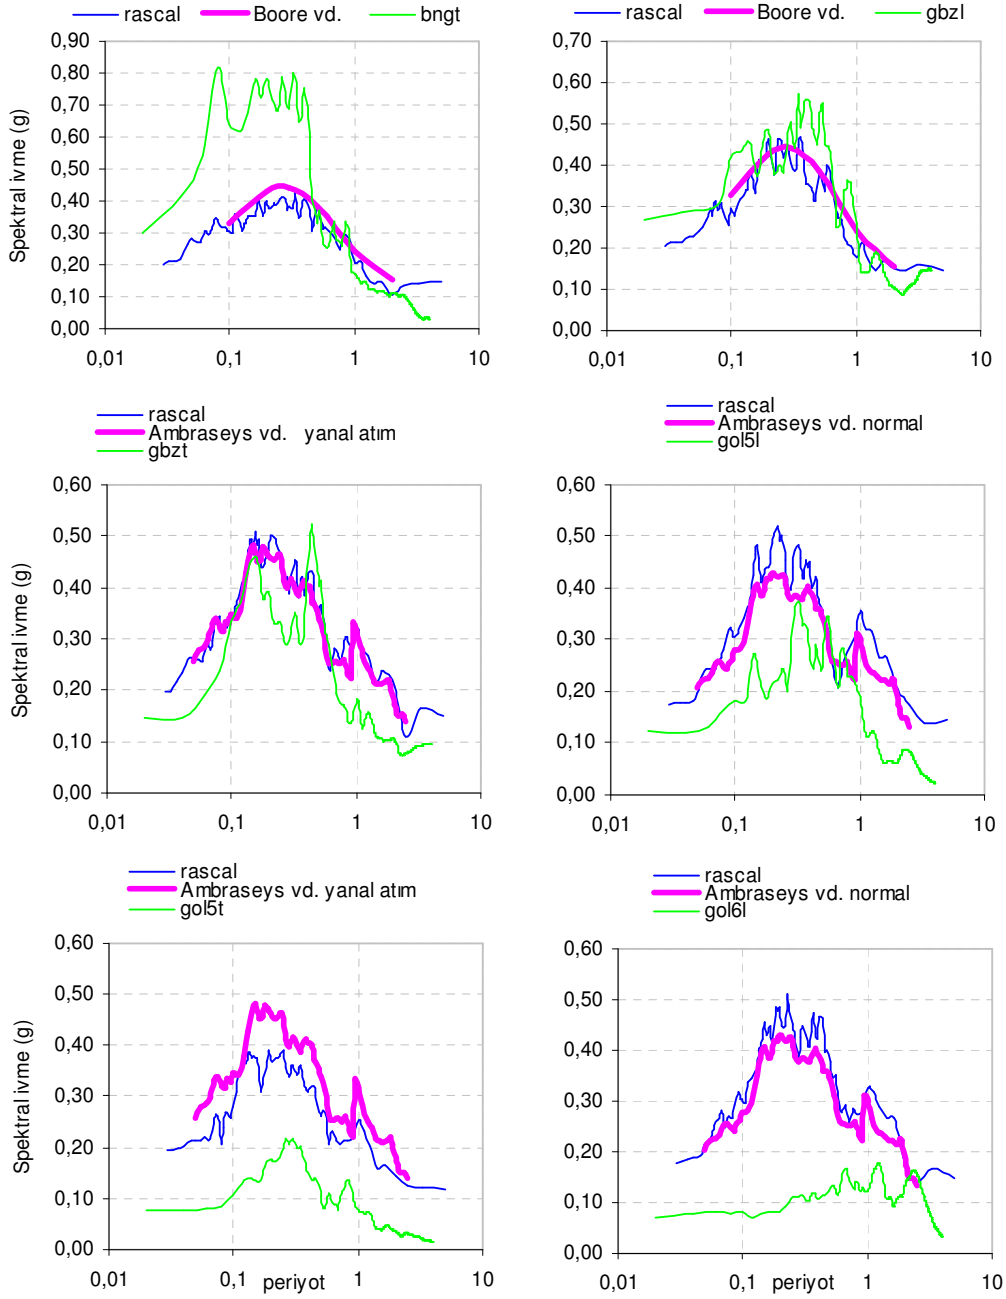 rascal Boore vd. bngt
rascal Boore vd. gbzl
0,90
0,80
0,70
0,60
0,50
0,40
0,30
0,20
0,10
0,00
Spektral ivme (g)
0,01 0,1 1 10
0,70
0,60
0,50
0,40
0,30
0,20
0,10
0,00
0,01 0,1 1 10
rascal
Ambraseys vd. yanal atım
gbzt
0,60
0,50
0,40
0,30
0,20
0,10
0,00
Spektral ivme (g)
0,01 0,1 1 10
rascal
Ambraseys vd. normal
gol5l
0,60
0,50
0,40
0,30
0,20
0,10
0,00
0,01 0,1 1 10
rascal
Ambraseys vd. yanal atım
gol5t
0,60
0,50
0,40
0,30
0,20
0,10
0,00
Spektral ivme (g)
0,01 0,1 1 10
periyot
rascal
Ambraseys vd. normal
gol6l
0,60
0,50
0,40
0,30
0,20
0,10
0,00
0,01 0,1 1 10
periyot